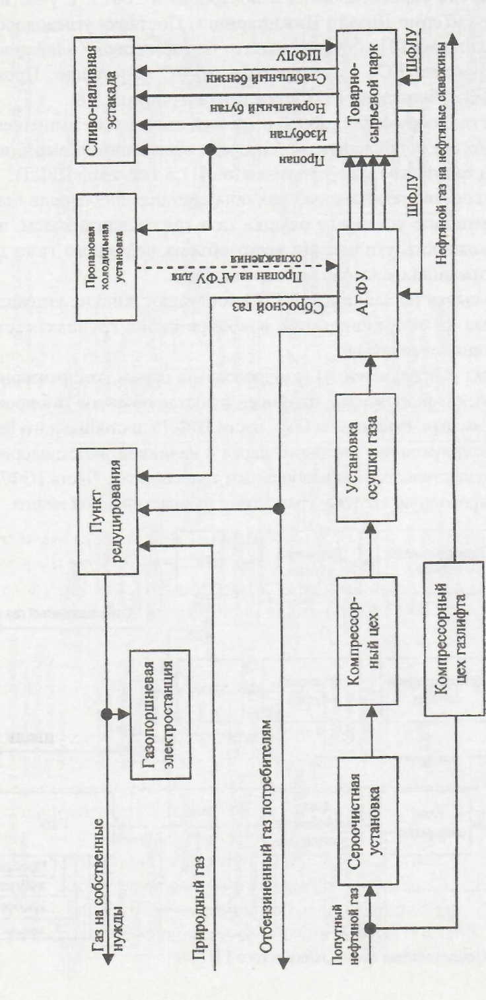 Газ на собственные
нужды
Газопоршневая
электростанция
Пункт
редуцирования
Пропановая
холодильная
установка
Сливо-наливная
эстакада
Природный газ
Отбензиненный газ потребителям
Сбросной газ
Пропан на АГФУ для
охлаждения
Пропан
Изобутан
Нормальный бутан
Стабильный бензин
ШФЛУ
Попутный
нефтяной газ
Сероочистная
установка
Компрессор-
ный цех
Установка
осушки газа
АГФУ
Товарно-
сырьевой парк
ШФЛУ
ШФЛУ
Компрессорный
цех газлифта
Нефтяной газ на нефтяные скважины